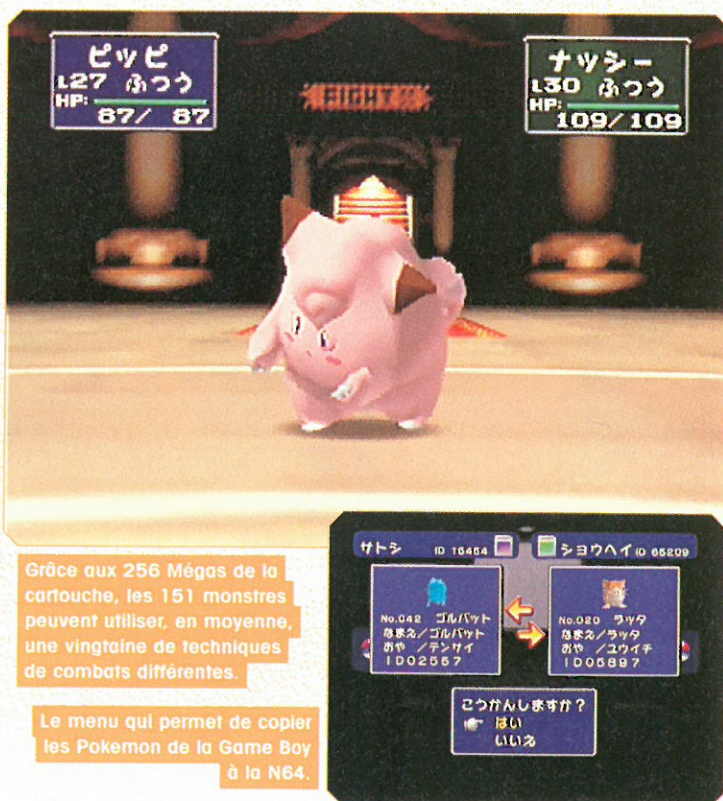 ピッピ
L27 ふつう
HP:
87/ 87
ナッシー
L30 ふつう
HP:
109/109
FIGHT
Grâce aux 256 Mégas de la
cartouche, les 151 monstres
peuvent utiliser, en moyenne,
une vingtaine de techniques
de combats différentes.
Le menu qui permet de copier
les Pokemon de la Game Boy
à la N64.
サトシ ID 16464
ショウヘイ ID 65209
No.042 ゴルバット
なまえ/ゴルバット
おや /テンサイ
ID02557
No.020 ラッタ
なまえ/ラッタ
おや /ユウイチ
ID05897
こうかんしますか?
はい
いいえ